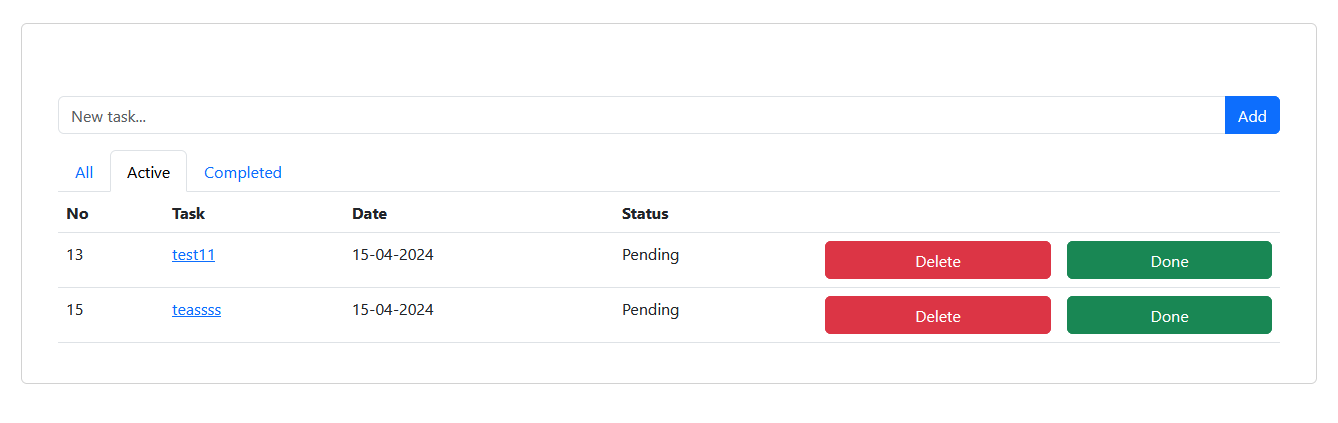 New task... Add
All Active Completed
No Task Date Status
13 test11 15-04-2024 Pending Delete Done
15 teassss 15-04-2024 Pending Delete Done